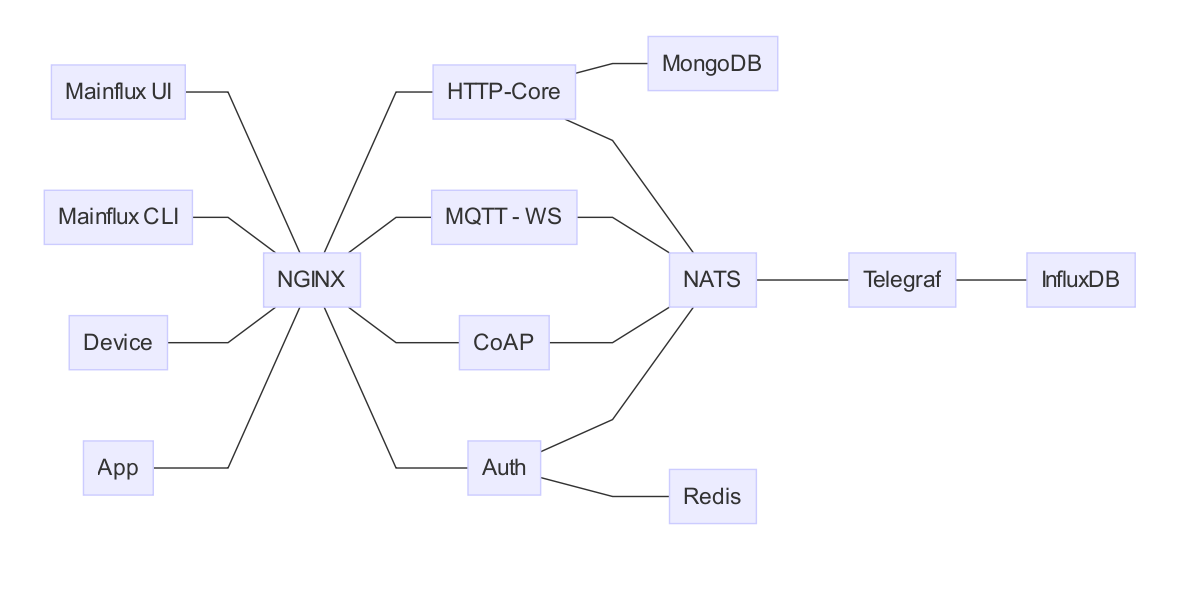 Mainflux UI
Mainflux CLI
Device
App
NGINX
HTTP-Core
MQTT - WS
CoAP
Auth
MongoDB
NATS
Redis
Telegraf
InfluxDB